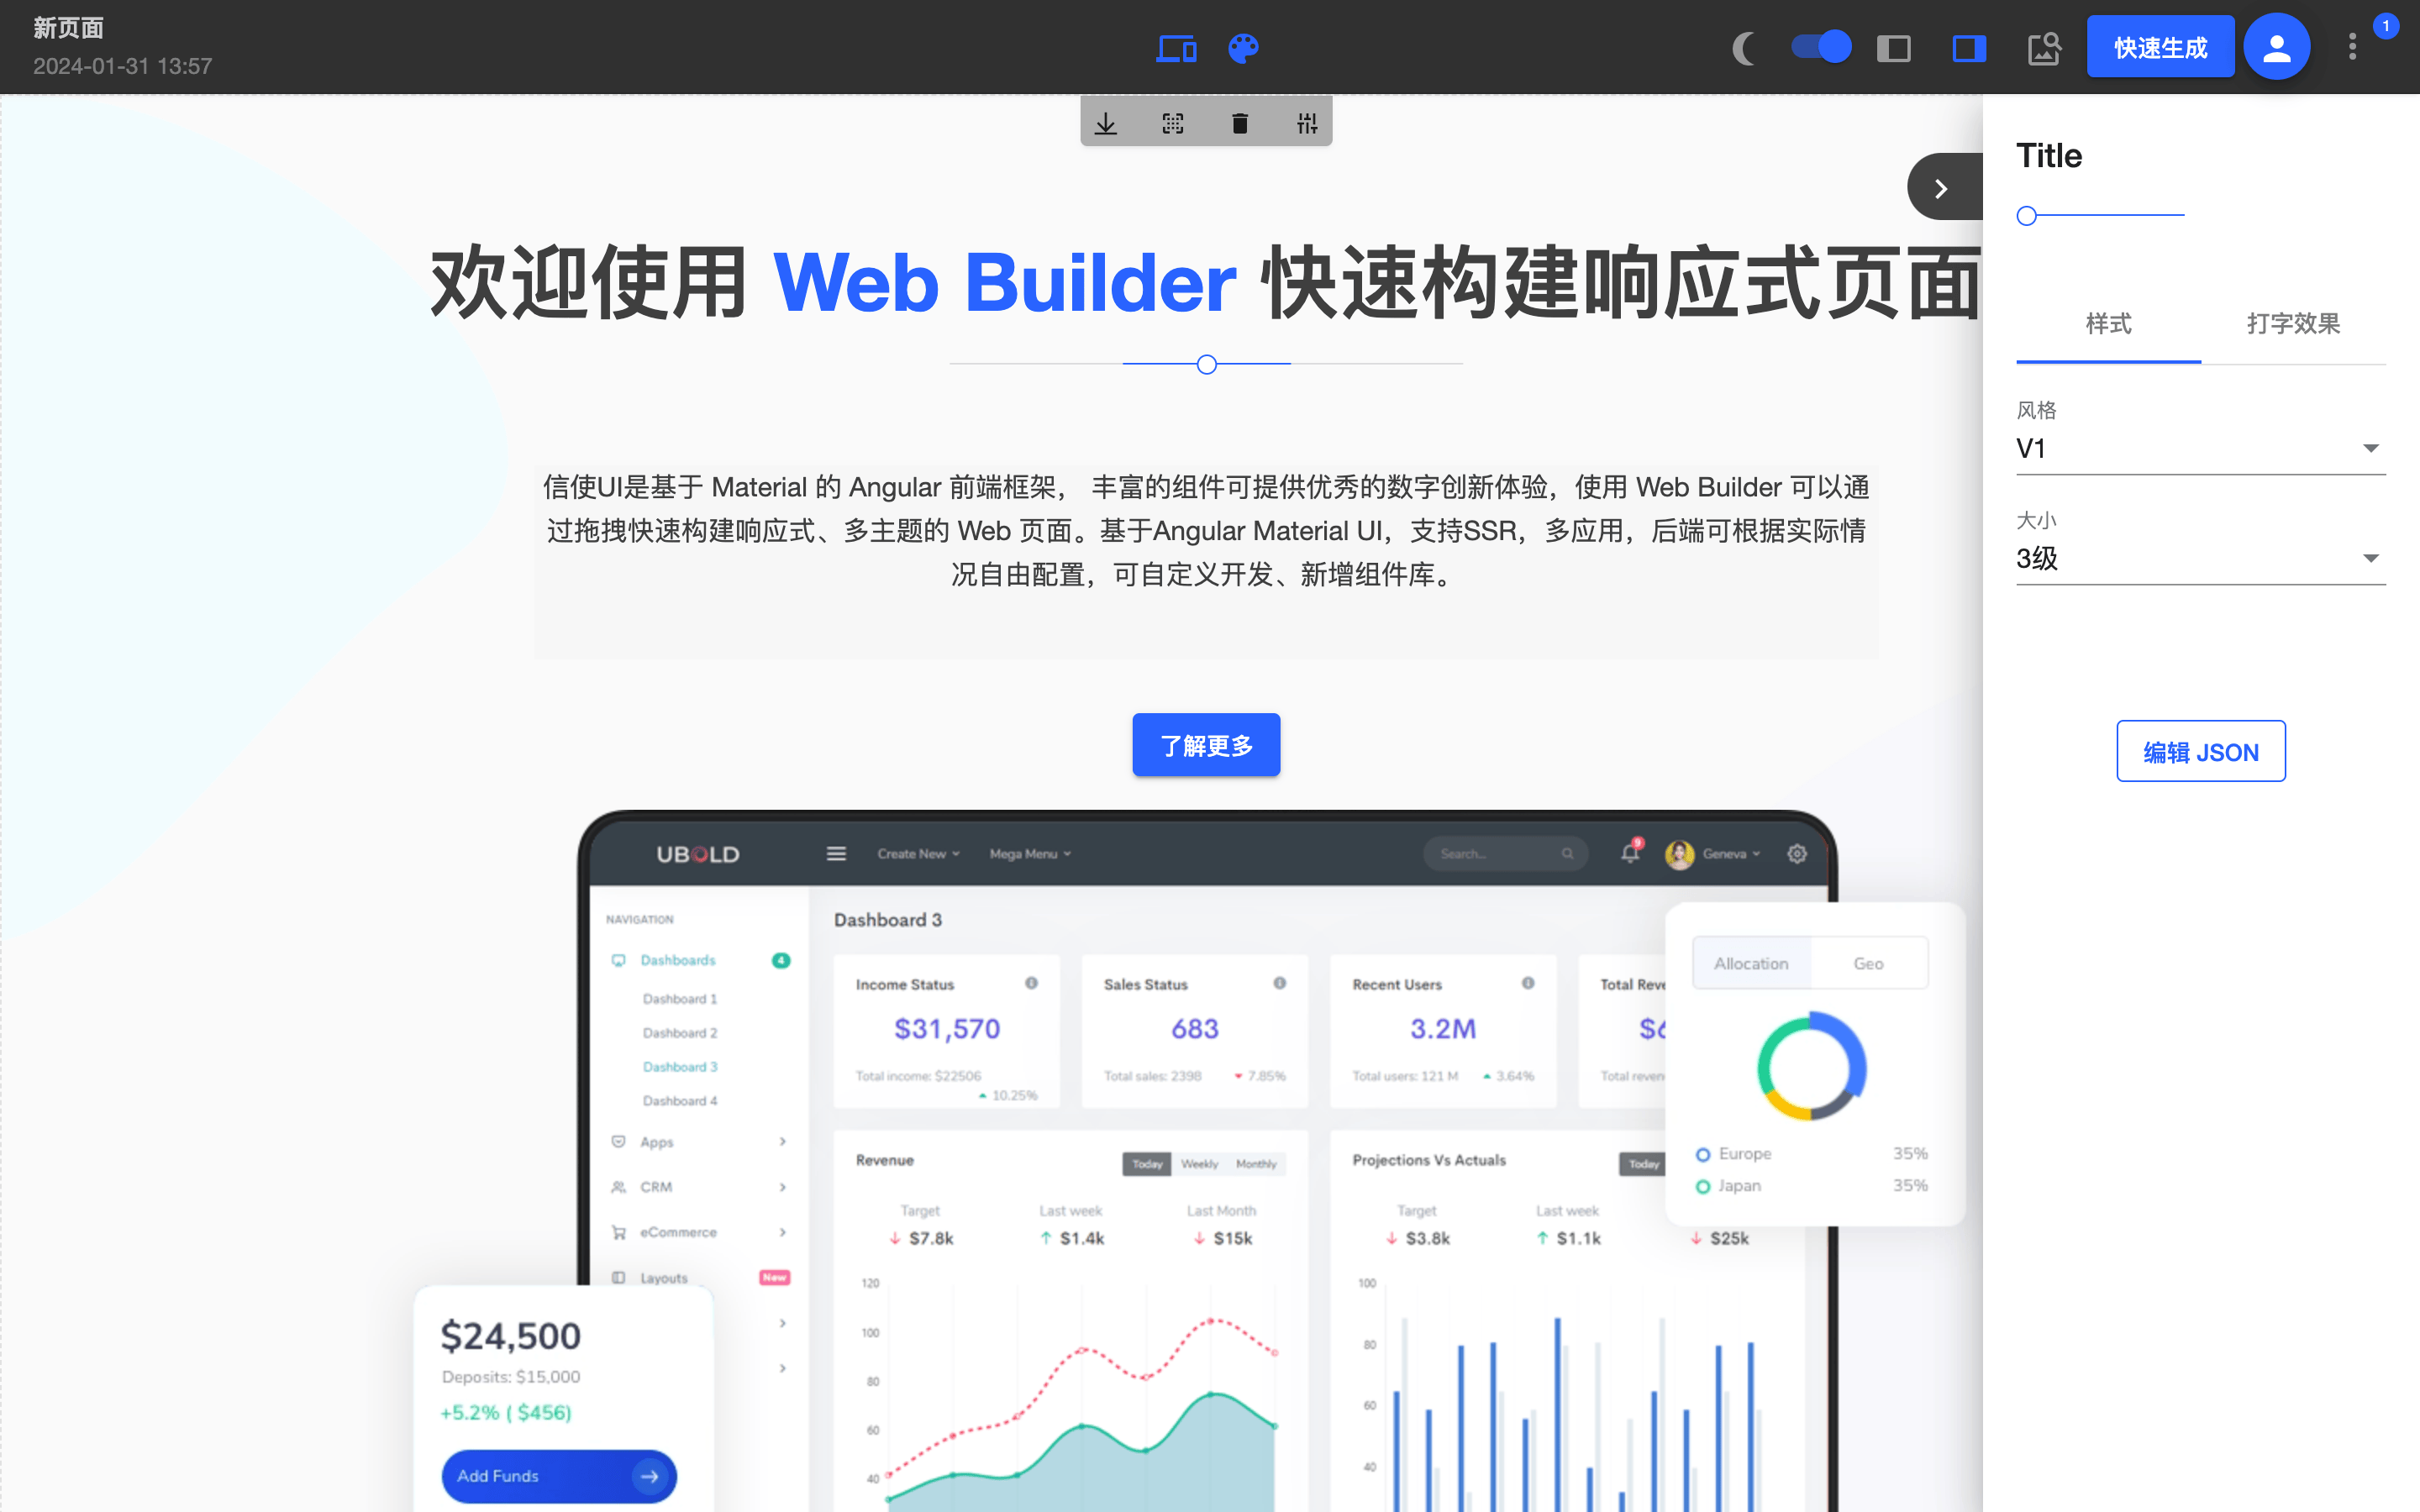 新页面
2024-01-31 13:57
快速生成
1
欢迎使用 Web Builder 快速构建响应式页面
信使UI是基于 Material 的 Angular 前端框架， 丰富的组件可提供优秀的数字创新体验，使用 Web Builder 可以通
过拖拽快速构建响应式、多主题的 Web 页面。基于Angular Material UI，支持SSR，多应用，后端可根据实际情
况自由配置，可自定义开发、新增组件库。
了解更多
Title
样式 打字效果
风格
V1
大小
3级
编辑 JSON
UBOLD Create New Mega Menu Search... 9 Geneva
NAVIGATION
Dashboards 4
Dashboard 1
Dashboard 2
Dashboard 3
Dashboard 4
Apps
CRM
eCommerce
Layouts New
Dashboard 3
Income Status
$31,570
Total income: $22506
10.25%
Sales Status
683
Total sales: 2398 7.85%
Recent Users
3.2M
Total users: 121 M 3.64%
Total Reve
$6
Total reven
Allocation Geo
Europe 35%
Japan 35%
Revenue
Today Weekly Monthly
Target Last week Last Month
$7.8k $1.4k $15k
120
100
80
60
40
Projections Vs Actuals
Today
Target Last week
$3.8k $1.1k $25k
100
80
60
40
$24,500
Deposits: $15,000
+5.2% ( $456)
Add Funds